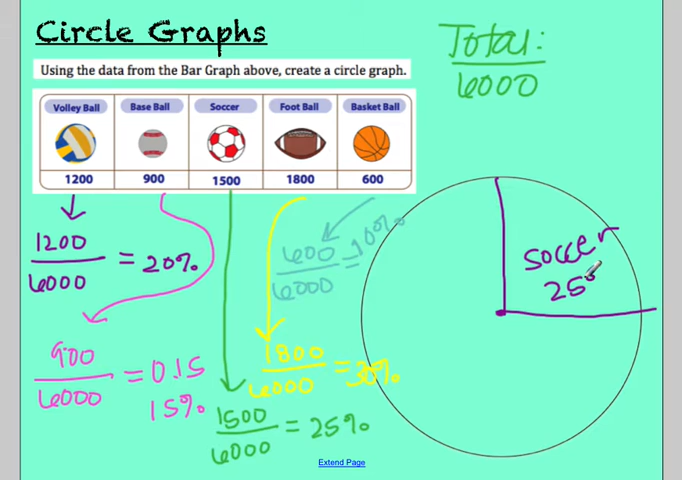 Circle Graphs
Total:
6000
Using the data from the Bar Graph above, create a circle graph.
Volley Ball Base Ball Soccer Foot Ball Basket Ball
1200 900 1500 1800 600
1200
6000
= 20%
900
6000
= 0.15
15%
1500
6000
= 25%
1800
6000
= 30%
600
6000
= 10%
Soccer
25%
Extend Page